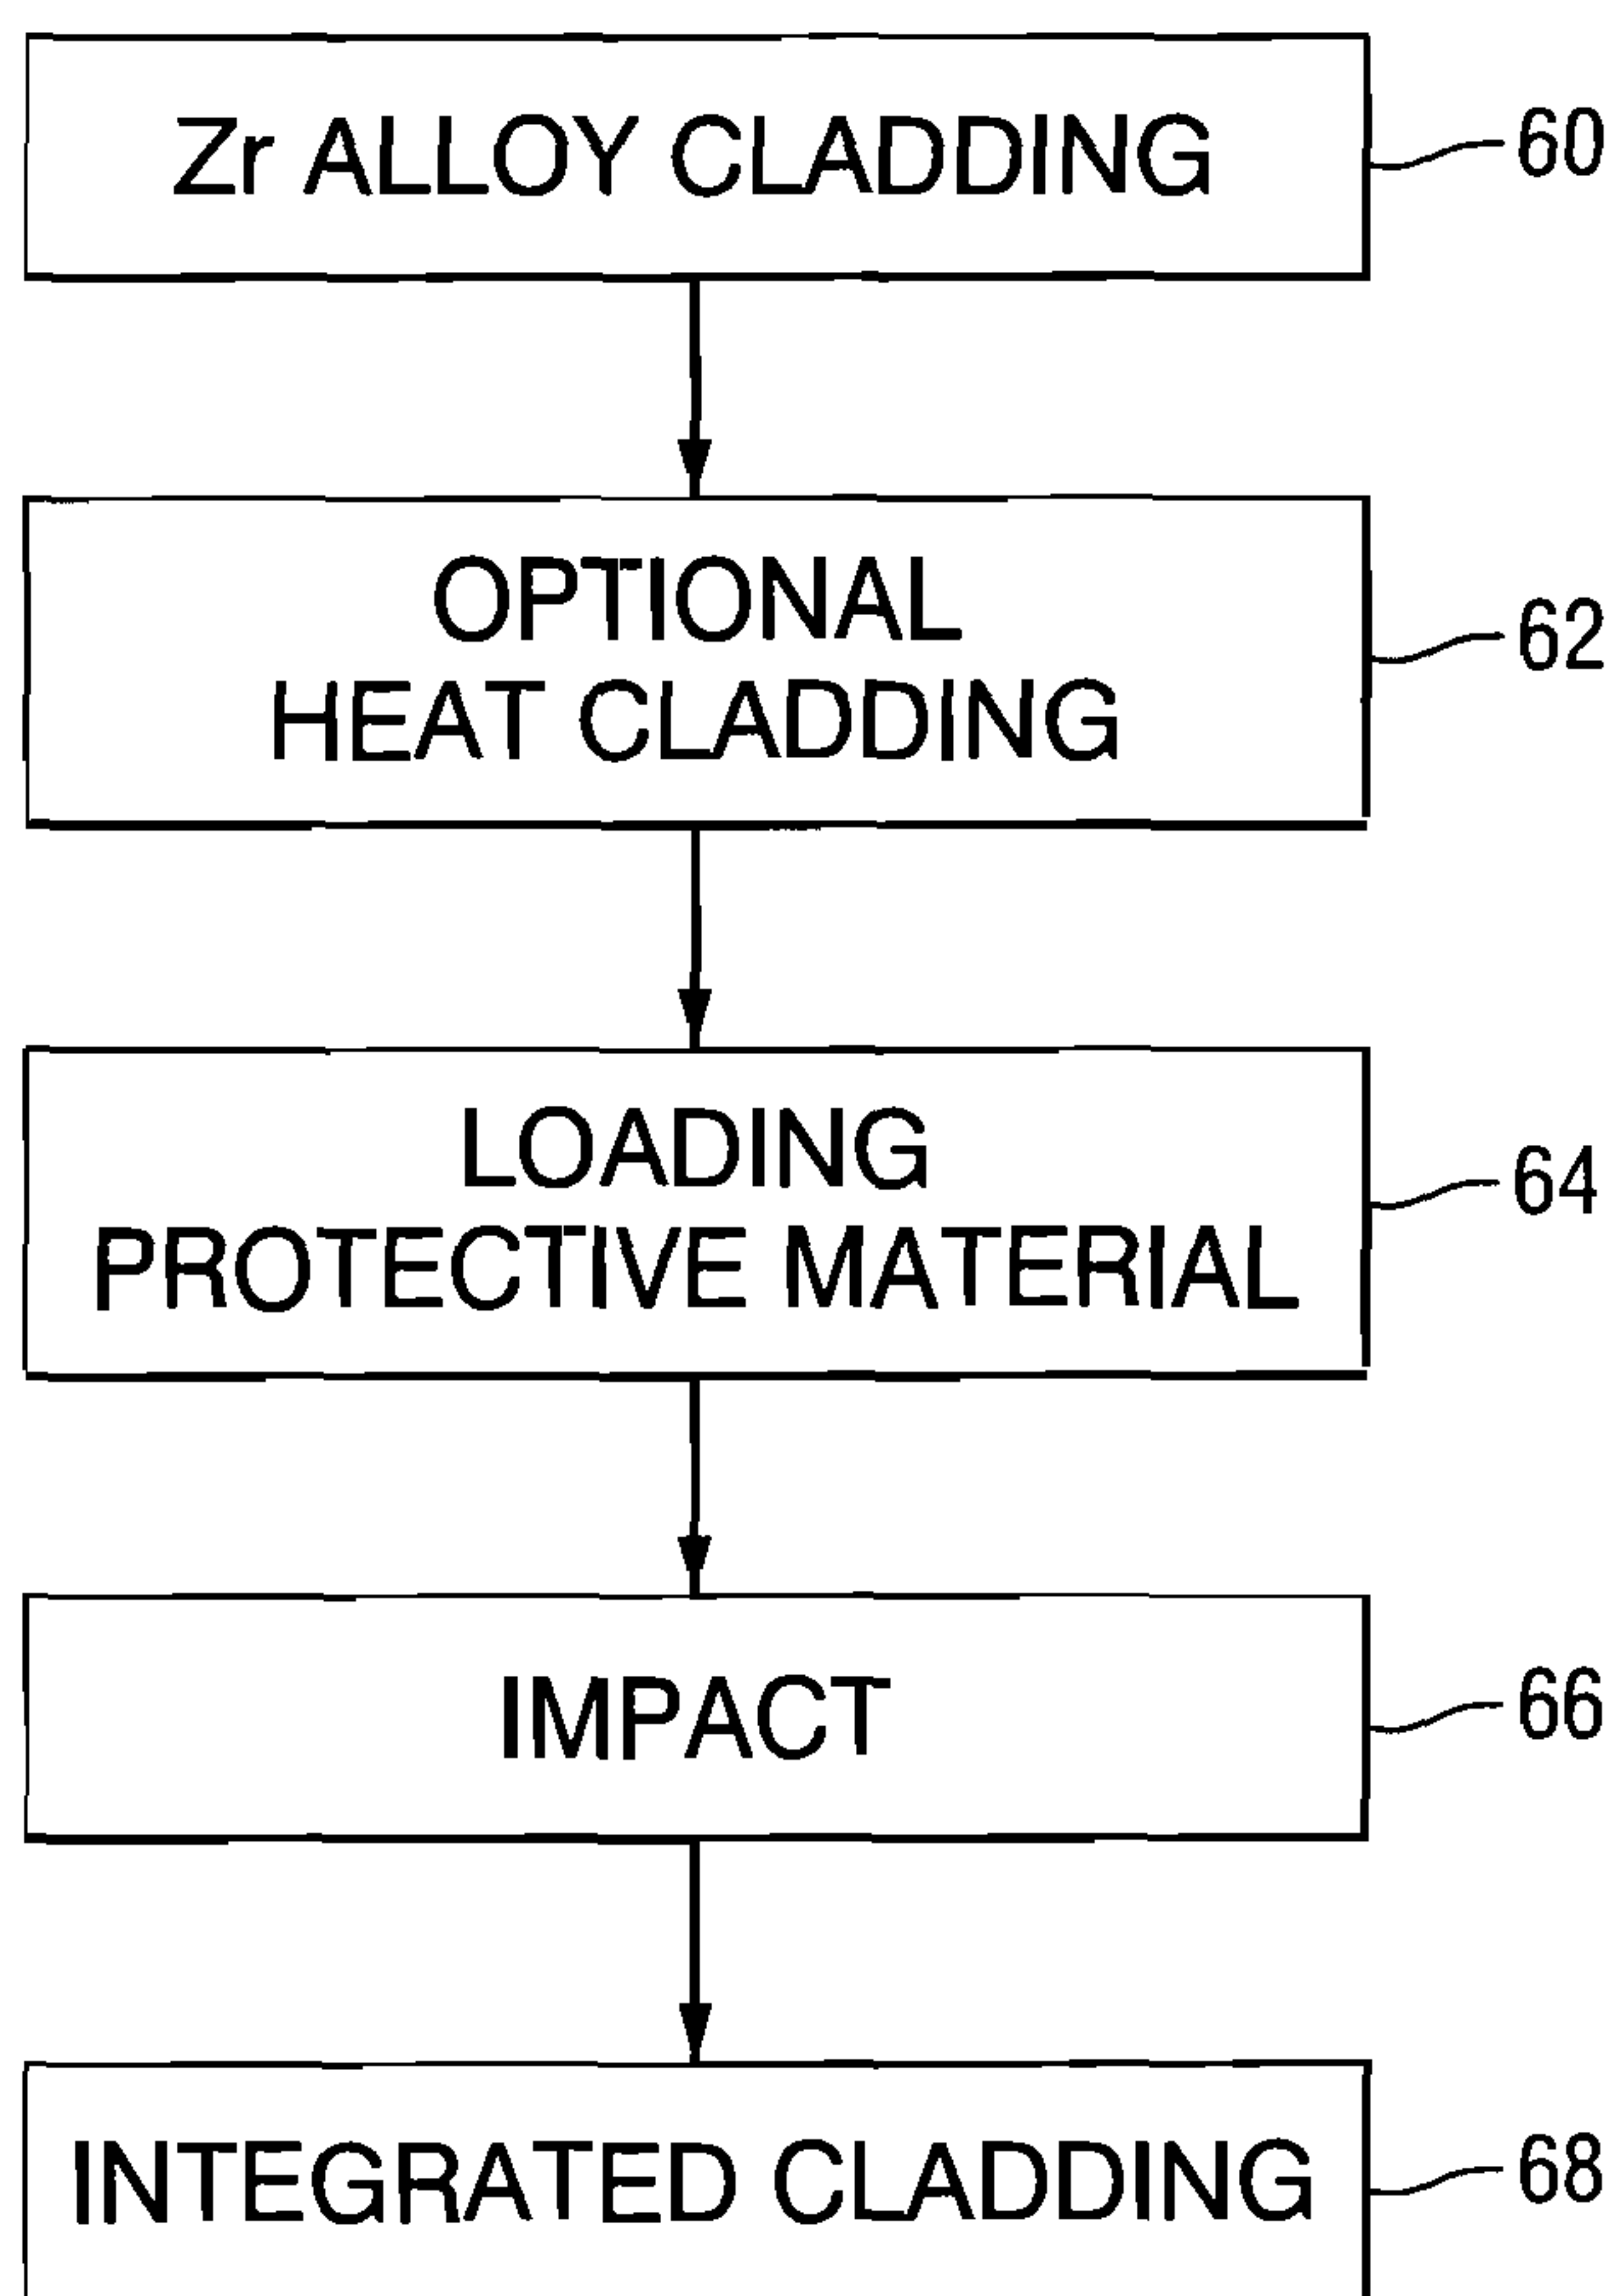 Zr ALLOY CLADDING
60
OPTIONAL
HEAT CLADDING
62
LOADING
PROTECTIVE MATERIAL
64
IMPACT
66
INTEGRATED CLADDING
68